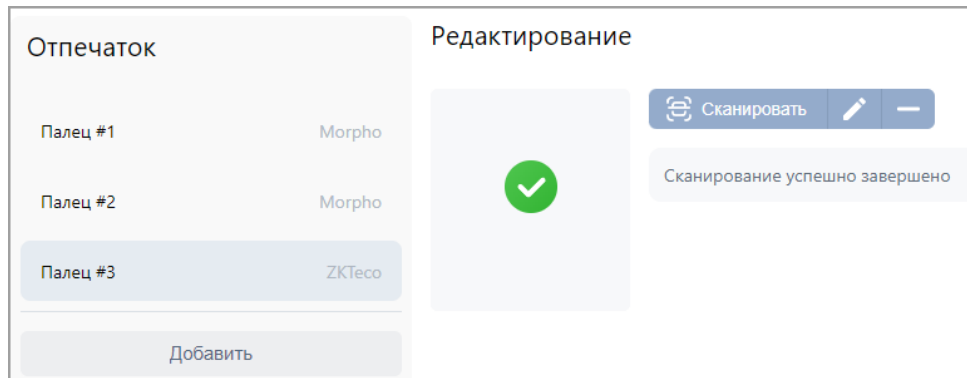 Отпечаток
Палец #1 Morpho
Палец #2 Morpho
Палец #3 ZKTeco
Добавить
Редактирование
Сканировать
Сканирование успешно завершено